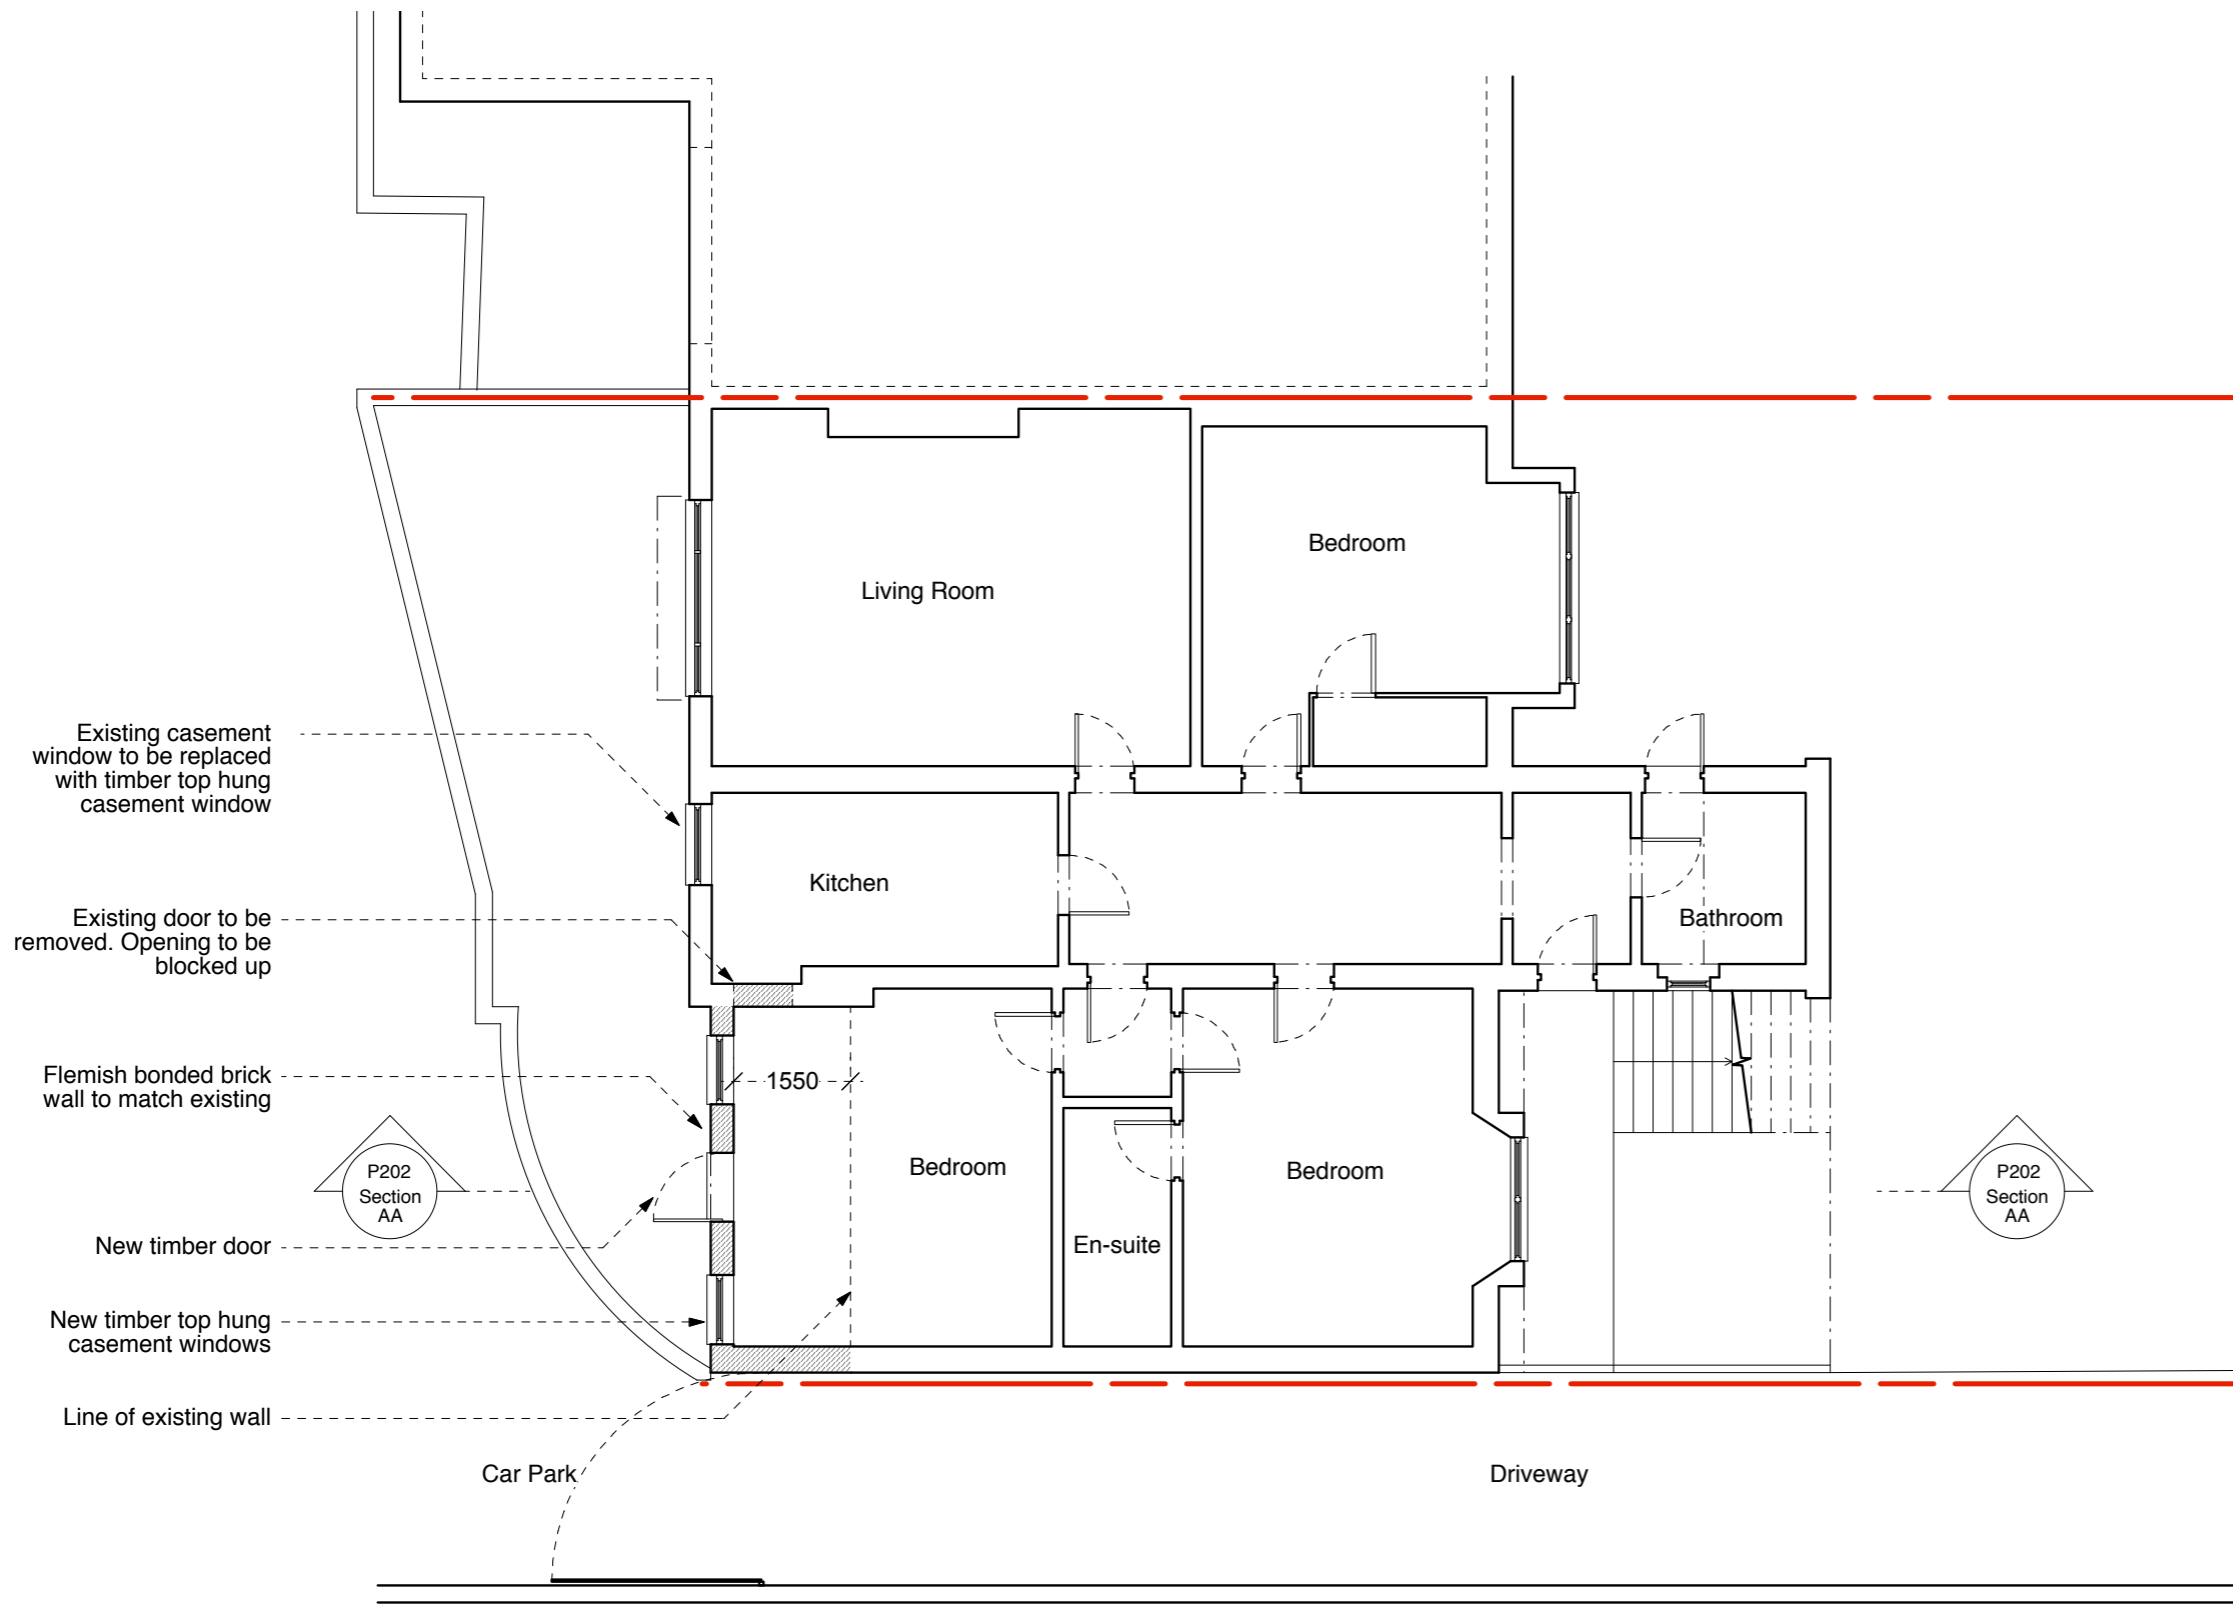 Bedroom
Living Room
Existing casement
window to be replaced
with timber top hung
casement window
Kitchen
Existing door to be
removed. Opening to be
blocked up
Bathroom
Flemish bonded brick
wall to match existing
1550
P202
Section
AA
Bedroom
Bedroom
P202
Section
AA
New timber door
En-suite
New timber top hung
casement windows
Line of existing wall
Car Park
Driveway